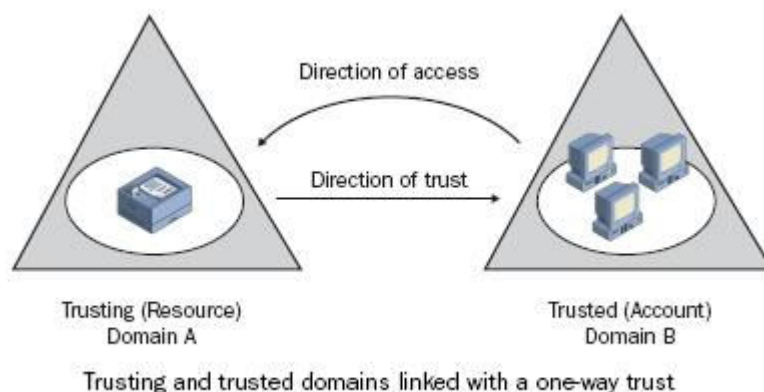 Direction of access
Direction of trust
Trusting (Resource)
Domain A
Trusted (Account)
Domain B
Trusting and trusted domains linked with a one-way trust